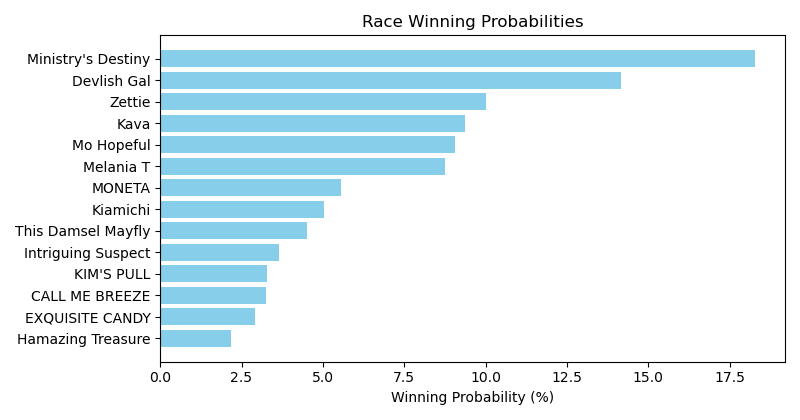 Race Winning Probabilities
Ministry's Destiny
Devlish Gal
Zettie
Kava
Mo Hopeful
Melania T
MONETA
Kiamichi
This Damsel Mayfly
Intriguing Suspect
KIM'S PULL
CALL ME BREEZE
EXQUISITE CANDY
Hamazing Treasure
0.0 2.5 5.0 7.5 10.0 12.5 15.0 17.5
Winning Probability (%)